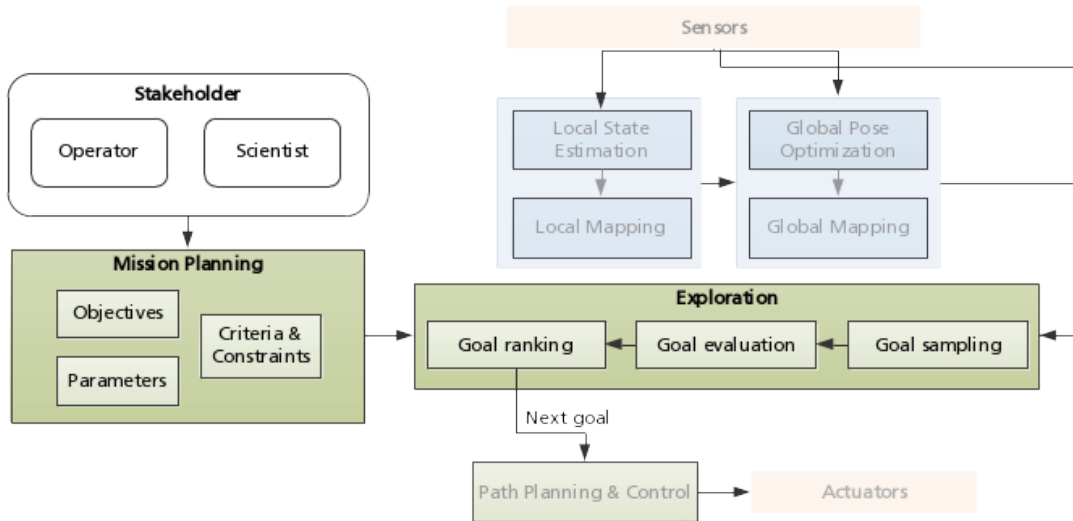 Sensors
Stakeholder
Operator
Scientist
Local State
Estimation
Global Pose
Optimization
Local Mapping
Global Mapping
Mission Planning
Objectives
Criteria &
Constraints
Parameters
Exploration
Goal ranking
Goal evaluation
Goal sampling
Next goal
Path Planning & Control
Actuators